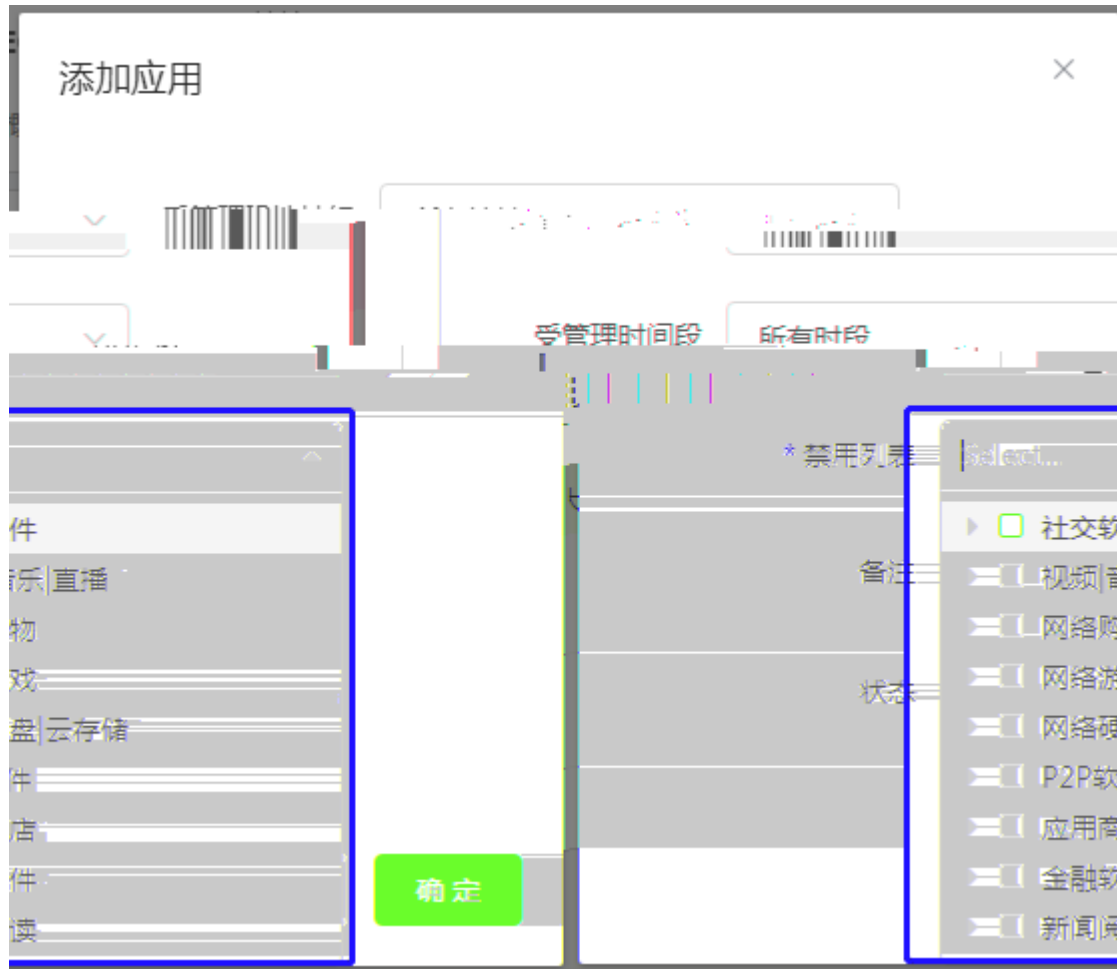 添加应用
受管理时间段 所有时段
* 禁用列表 Select...
社交软件
视频|音乐|直播
备注
网络购物
网络游戏
状态
网络硬盘|云存储
P2P软件
应用商店
金融软件
新闻阅读
确定